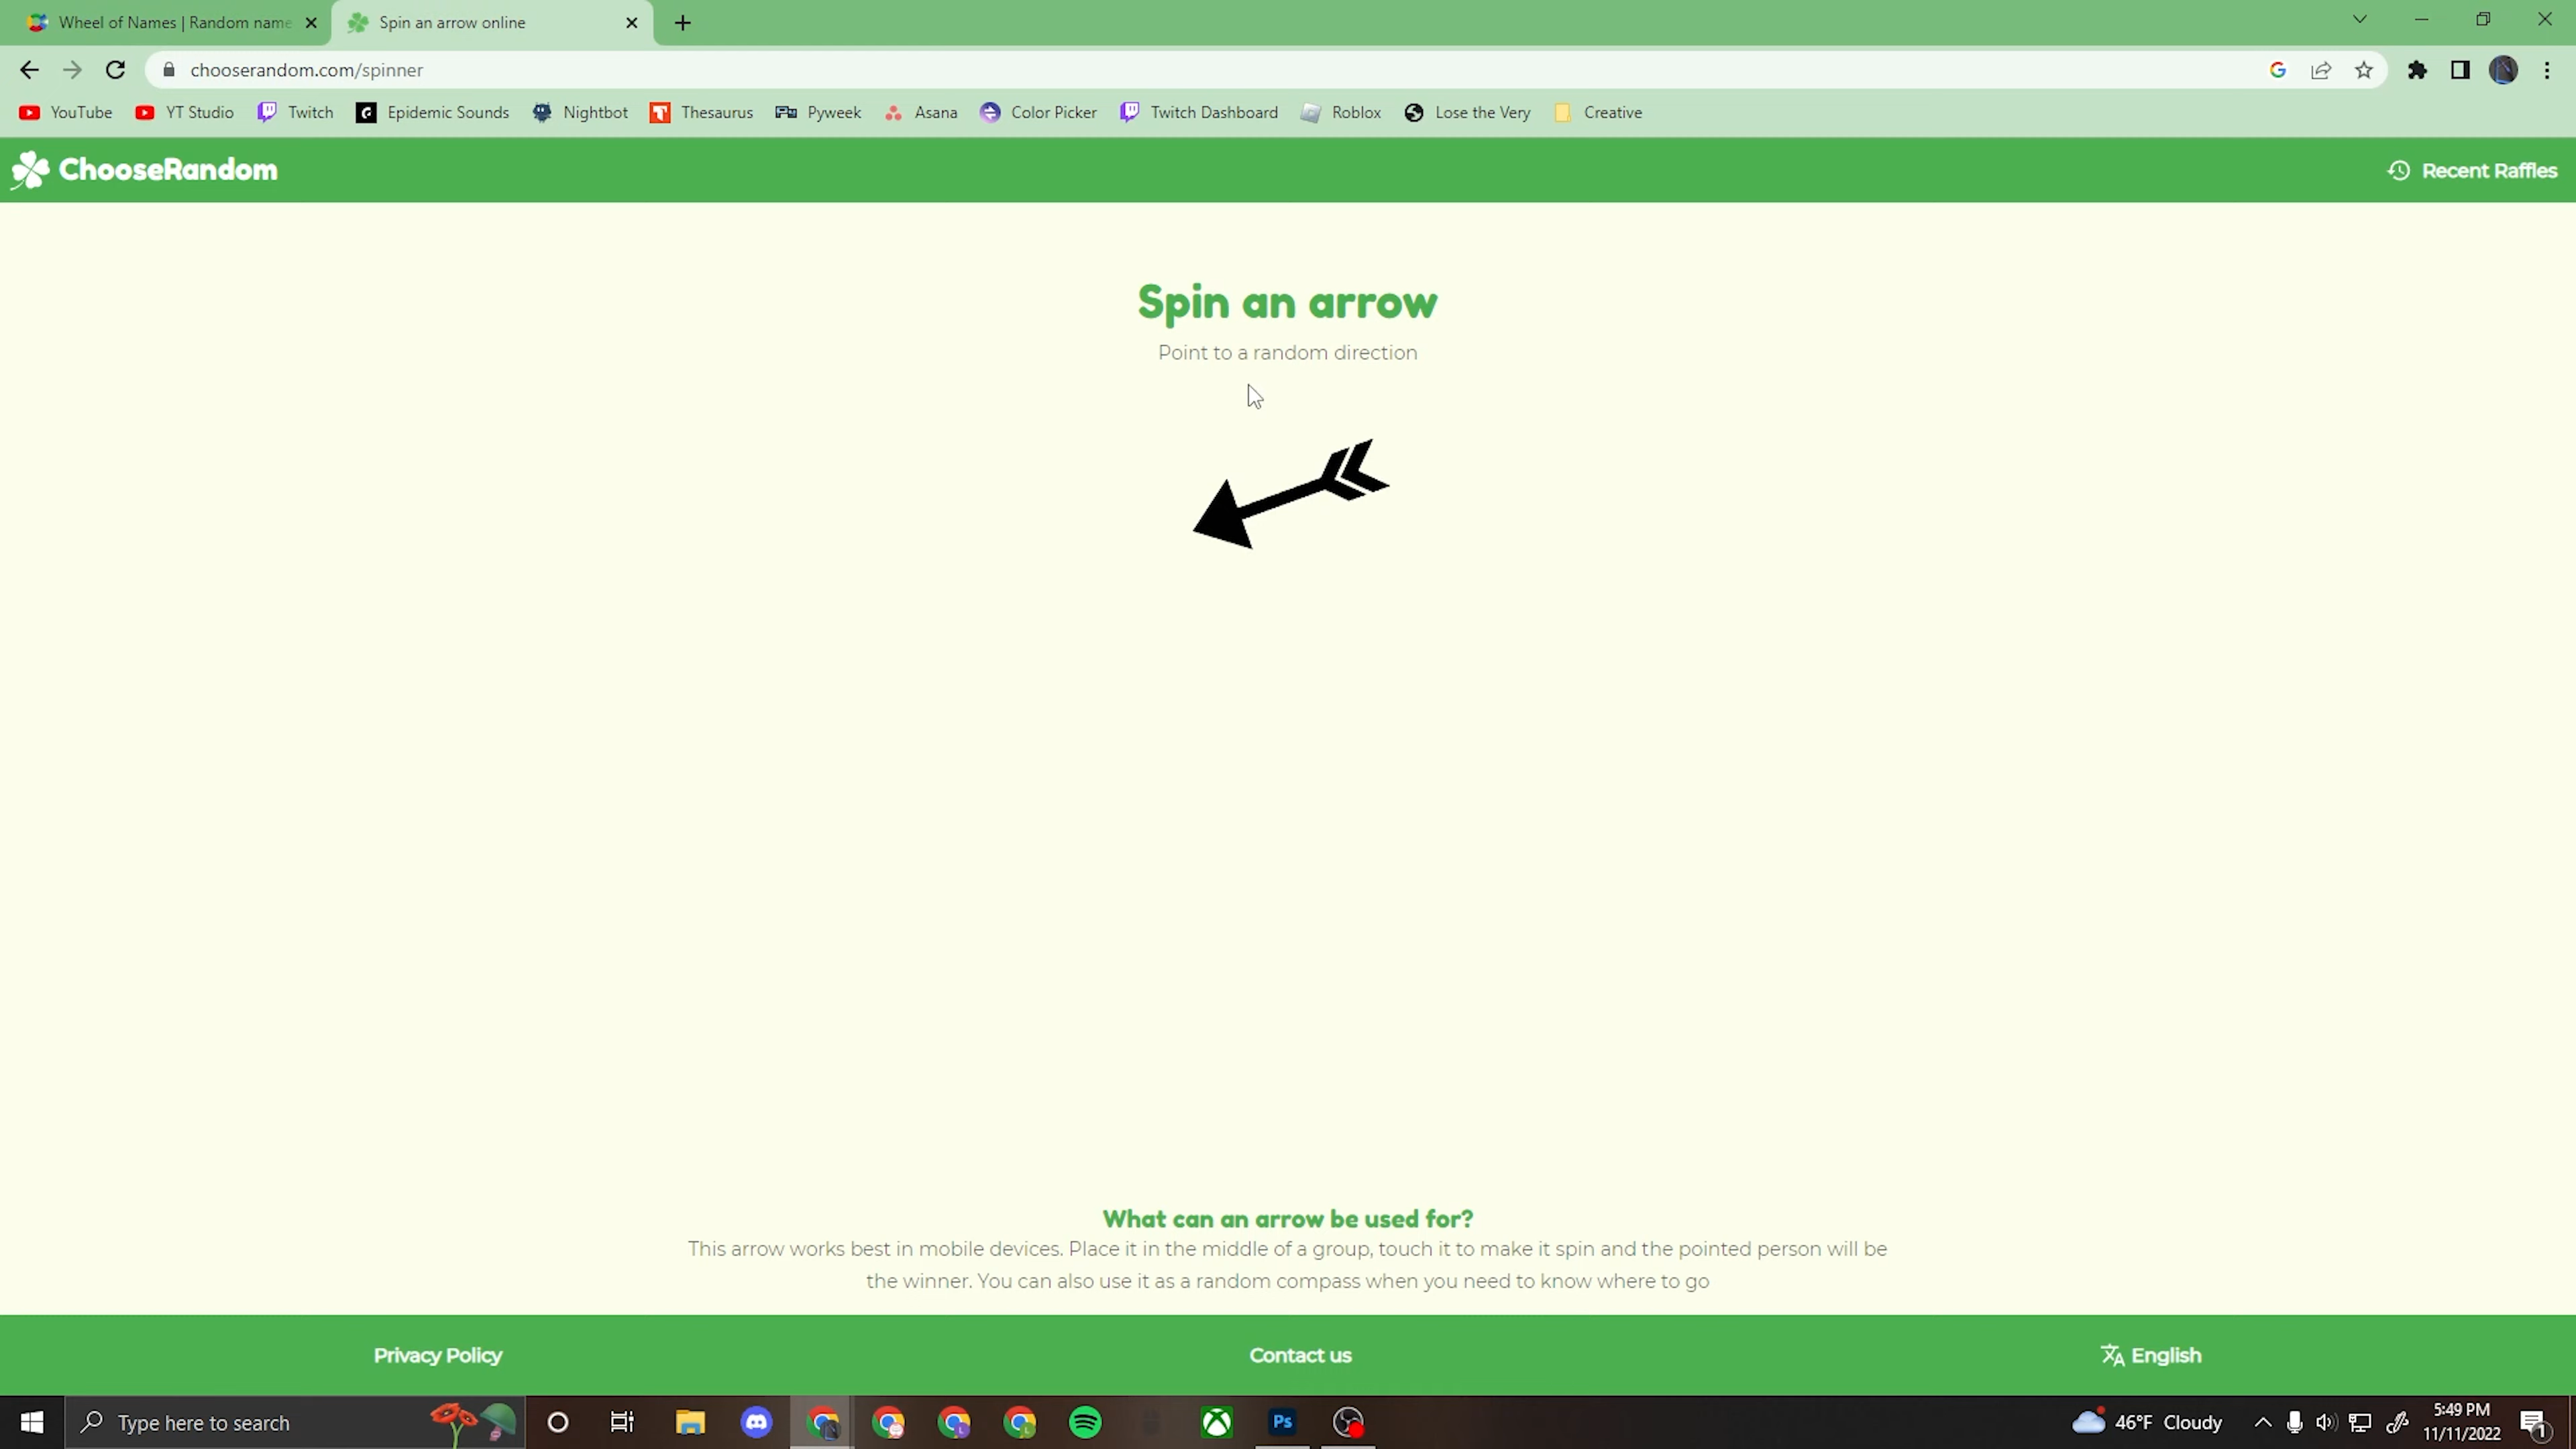 Wheel of Names | Random name
Spin an arrow online
chooserandom.com/spinner
YouTube
YT Studio
Twitch
Epidemic Sounds
Nightbot
Thesaurus
Pyweek
Asana
Color Picker
Twitch Dashboard
Roblox
Lose the Very
Creative
ChooseRandom
Recent Raffles
Spin an arrow
Point to a random direction
What can an arrow be used for?
This arrow works best in mobile devices. Place it in the middle of a group, touch it to make it spin and the pointed person will be
the winner. You can also use it as a random compass when you need to know where to go
Privacy Policy
Contact us
English
Type here to search
Ps
46°F Cloudy
5:49 PM
11/11/2022
1